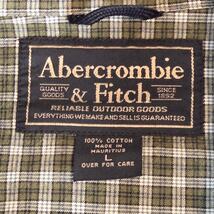 Abercrombie
QUALITY GOODS & Fitch SINCE 1892
RELIABLE OUTDOOR GOODS
EVERYTHING WE MAKE AND SELL IS GUARANTEED
100% COTTON
MADE IN
MAURITIUS
L
OVER FOR CARE